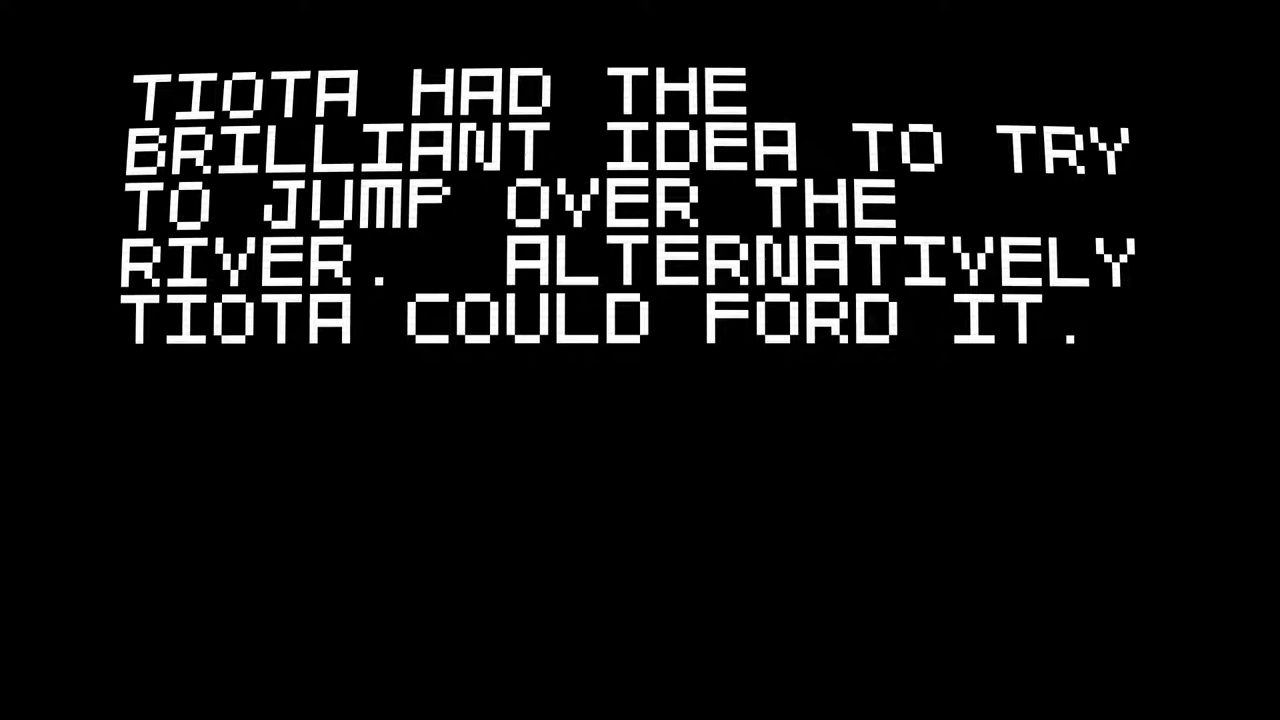 TIOTA HAD THE
BRILLIANT IDEA TO TRY
TO JUMP OVER THE
RIVER.  ALTERNATIVELY
TIOTA COULD FORD IT.